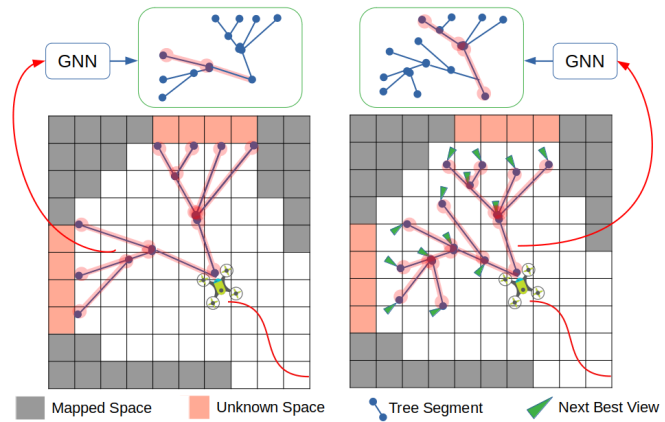 GNN
GNN
Mapped Space
Unknown Space
Tree Segment
Next Best View